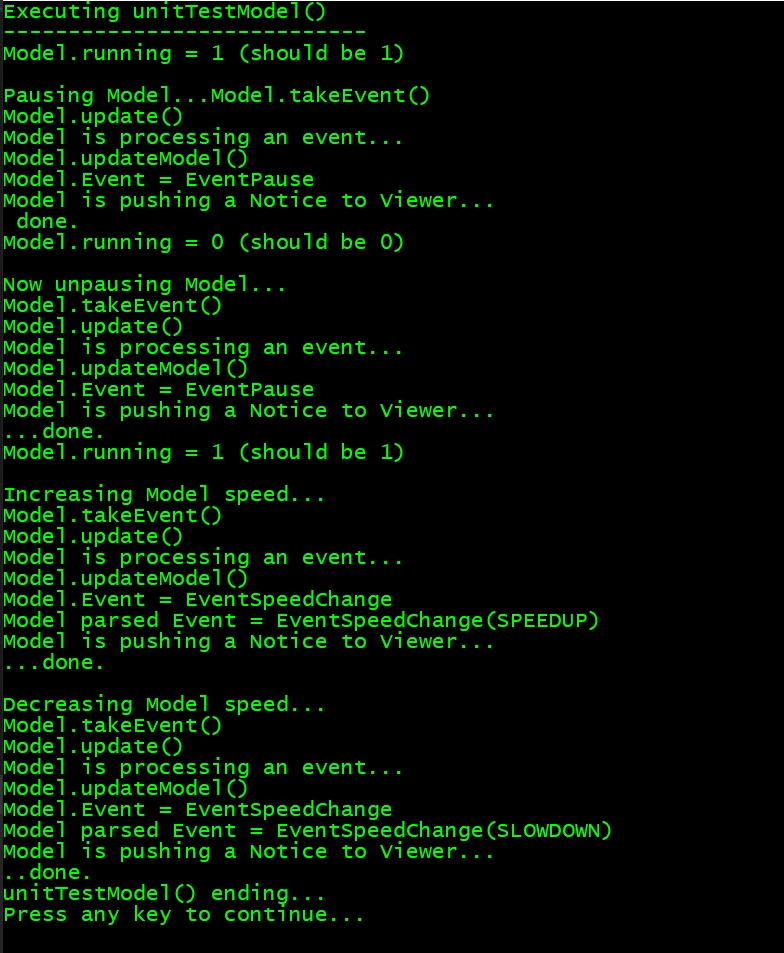 Executing unitTestModel()
----------------------------
Model.running = 1 (should be 1)

Pausing Model...Model.takeEvent()
Model.update()
Model is processing an event...
Model.updateModel()
Model.Event = EventPause
Model is pushing a Notice to Viewer...
 done.
Model.running = 0 (should be 0)

Now unpausing Model...
Model.takeEvent()
Model.update()
Model is processing an event...
Model.updateModel()
Model.Event = EventPause
Model is pushing a Notice to Viewer...
...done.
Model.running = 1 (should be 1)

Increasing Model speed...
Model.takeEvent()
Model.update()
Model is processing an event...
Model.updateModel()
Model.Event = EventSpeedChange
Model parsed Event = EventSpeedChange(SPEEDUP)
Model is pushing a Notice to Viewer...
...done.

Decreasing Model speed...
Model.takeEvent()
Model.update()
Model is processing an event...
Model.updateModel()
Model.Event = EventSpeedChange
Model parsed Event = EventSpeedChange(SLOWDOWN)
Model is pushing a Notice to Viewer...
..done.
unitTestModel() ending...
Press any key to continue...